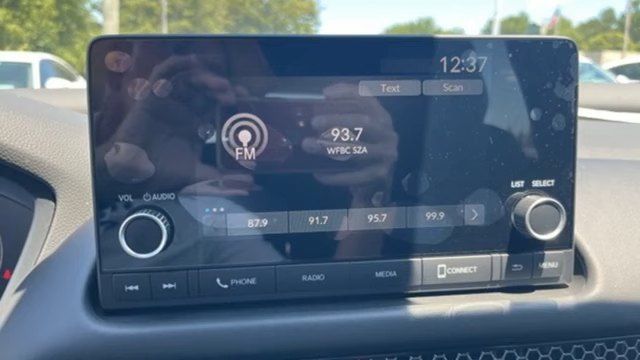 12:37
Text Scan
93.7
FM
WFBC SZA
VOL AUDIO
LIST SELECT
87.9 91.7 95.7 99.9
PHONE RADIO MEDIA CONNECT MENU